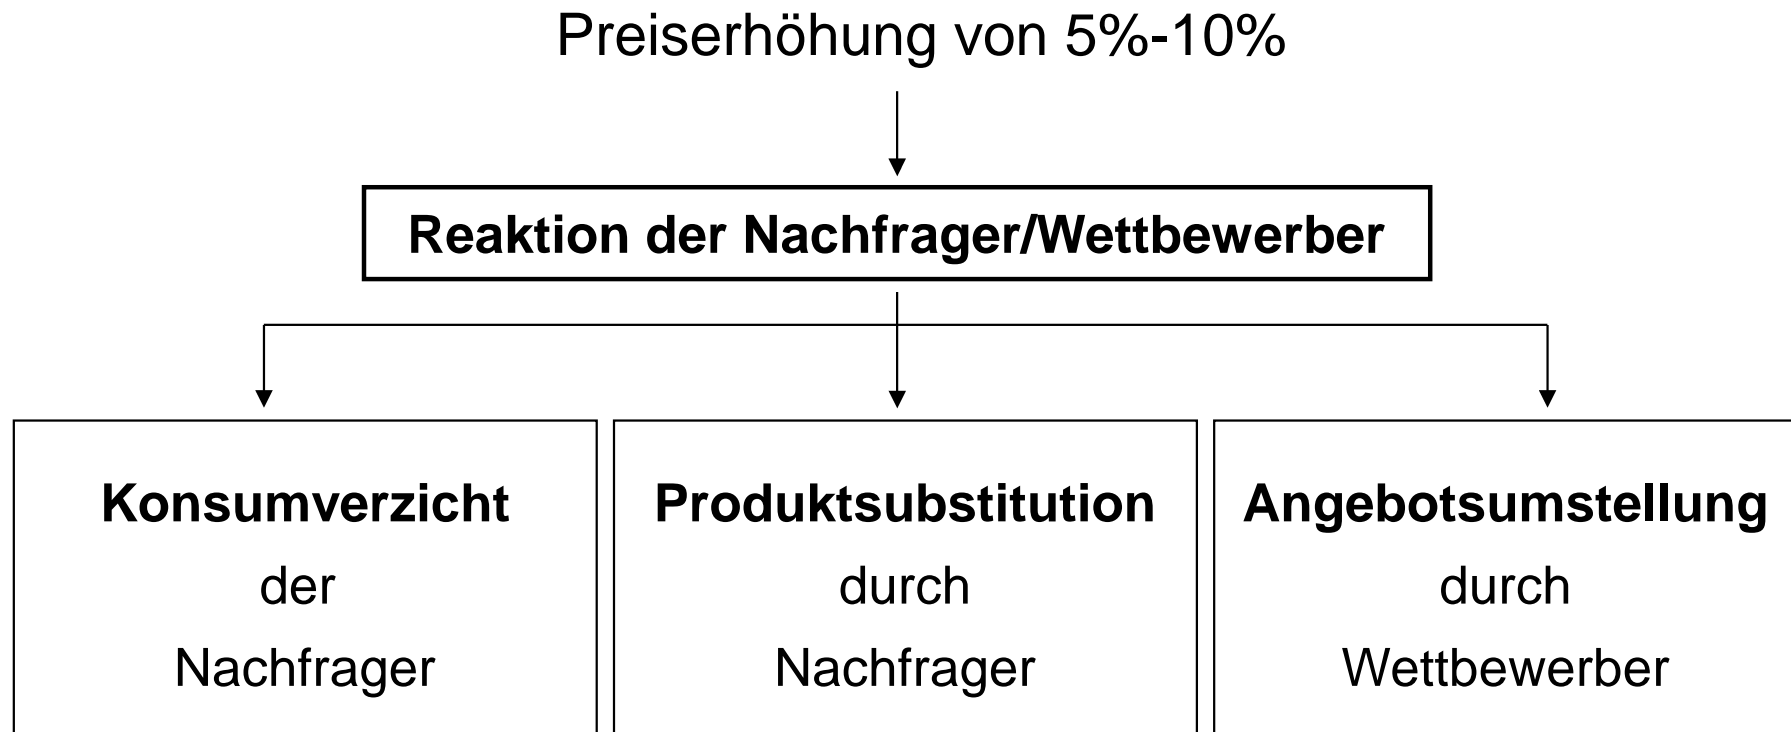 Preiserhöhung von 5%-10%
Reaktion der Nachfrager/Wettbewerber
Konsumverzicht
der
Nachfrager
Produktsubstitution
durch
Nachfrager
Angebotsumstellung
durch
Wettbewerber